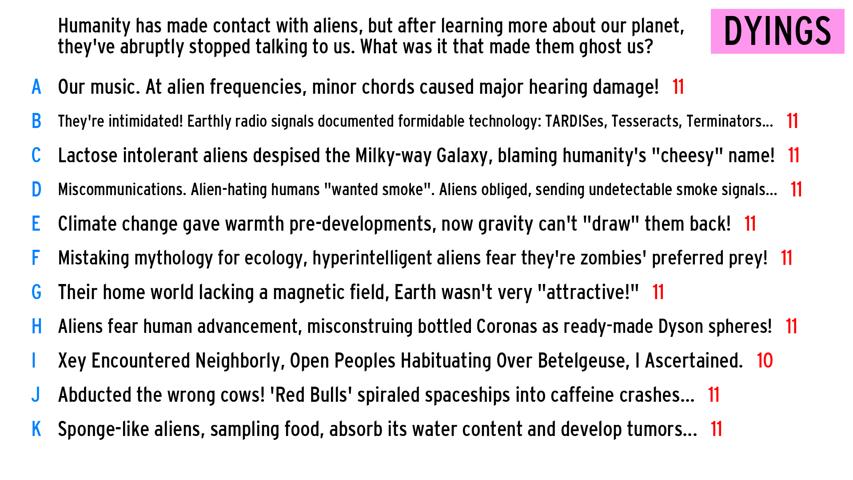 Humanity has made contact with aliens, but after learning more about our planet,
they've abruptly stopped talking to us. What was it that made them ghost us?
DYINGS
A Our music. At alien frequencies, minor chords caused major hearing damage! 11
B They're intimidated! Earthly radio signals documented formidable technology: TARDISes, Tesseracts, Terminators... 11
C Lactose intolerant aliens despised the Milky-way Galaxy, blaming humanity's "cheesy" name! 11
D Miscommunications. Alien-hating humans "wanted smoke". Aliens obliged, sending undetectable smoke signals... 11
E Climate change gave warmth pre-developments, now gravity can't "draw" them back! 11
F Mistaking mythology for ecology, hyperintelligent aliens fear they're zombies' preferred prey! 11
G Their home world lacking a magnetic field, Earth wasn't very "attractive!" 11
H Aliens fear human advancement, misconstruing bottled Coronas as ready-made Dyson spheres! 11
I Xey Encountered Neighborly, Open Peoples Habituating Over Betelgeuse, I Ascertained. 10
J Abducted the wrong cows! 'Red Bulls' spiraled spaceships into caffeine crashes... 11
K Sponge-like aliens, sampling food, absorb its water content and develop tumors... 11